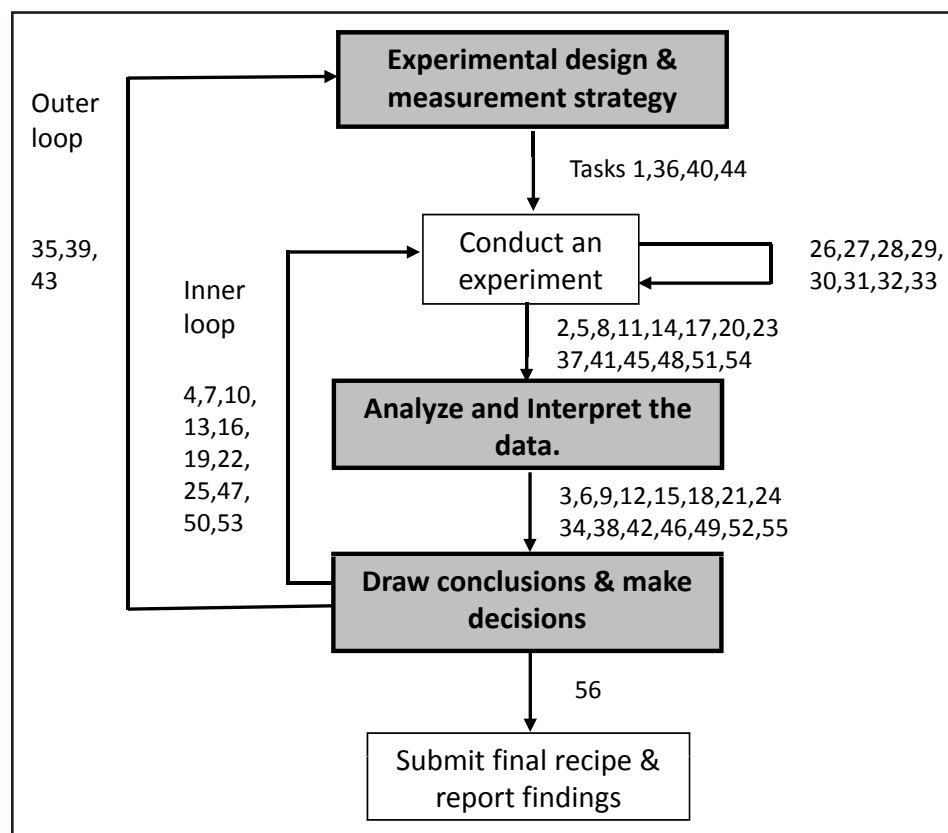 Experimental design &
measurement strategy
Outer
loop
Tasks 1,36,40,44
35,39,
43
Conduct an
experiment
26,27,28,29,
30,31,32,33
Inner
loop
2,5,8,11,14,17,20,23
37,41,45,48,51,54
4,7,10,
13,16,
19,22,
25,47,
50,53
Analyze and Interpret the
data.
3,6,9,12,15,18,21,24
34,38,42,46,49,52,55
Draw conclusions & make
decisions
56
Submit final recipe &
report findings